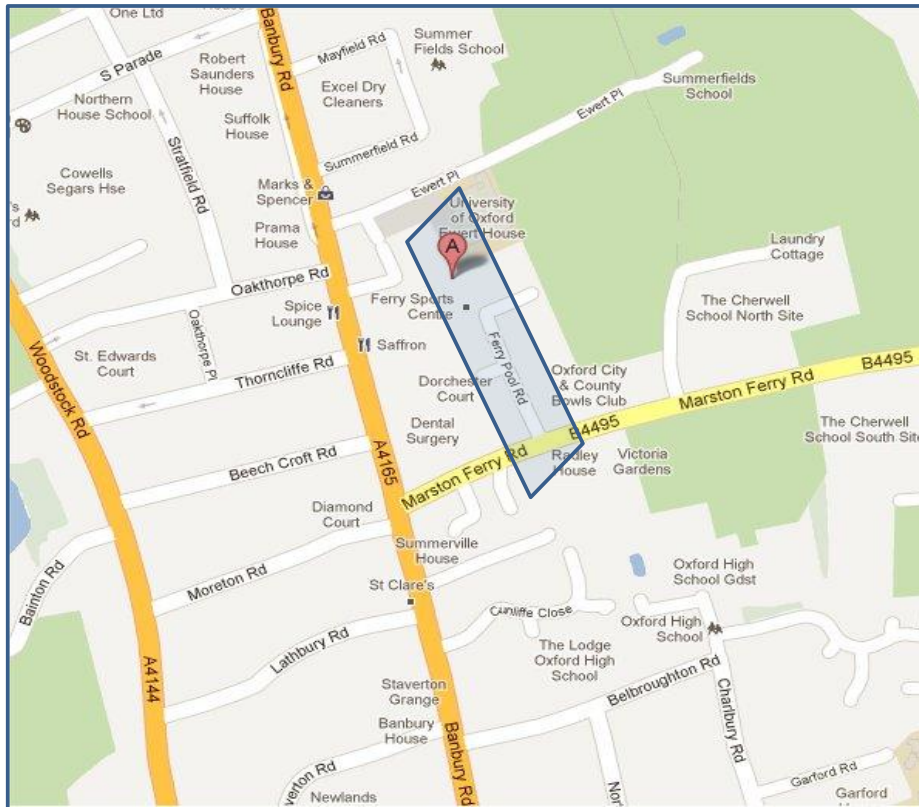 One Ltd
S Parade
Robert
Saunders
House
Banbury Rd
Mayfield Rd
Summer
Fields School
Summerfields
School
Northern
House School
Excel Dry
Cleaners
Suffolk
House
Stratfield Rd
Summerfield Rd
Ewert Pl
Cowells
Segars Hse
Marks &
Spencer
Ewert Pl
University
of Oxford
Ewert House
Prama
House
A
Laundry
Cottage
Oakthorpe Rd
Oakthorpe Pl
Spice
Lounge
Ferry Sports
Centre
The Cherwell
School North Site
St. Edwards
Court
Saffron
Ferry Pool Rd
Woodstock Rd
Thorncliffe Rd
Dorchester
Court
Oxford City
& County
Bowls Club
B4495
Marston Ferry Rd
B4495
Dental
Surgery
The Cherwell
School South Site
Beech Croft Rd
A4165
Marston Ferry Rd
Radley
House
Victoria
Gardens
Diamond
Court
Summerville
House
Bainton Rd
Moreton Rd
St Clare's
Oxford High
School Gdst
Cunliffe Close
Oxford High
School
Lathbury Rd
The Lodge
Oxford High
School
A4144
Staverton
Grange
Belbroughton Rd
Charlbury Rd
Banbury
House
Banbury Rd
verton Rd
Nor
Newlands
Garford Rd
Garford